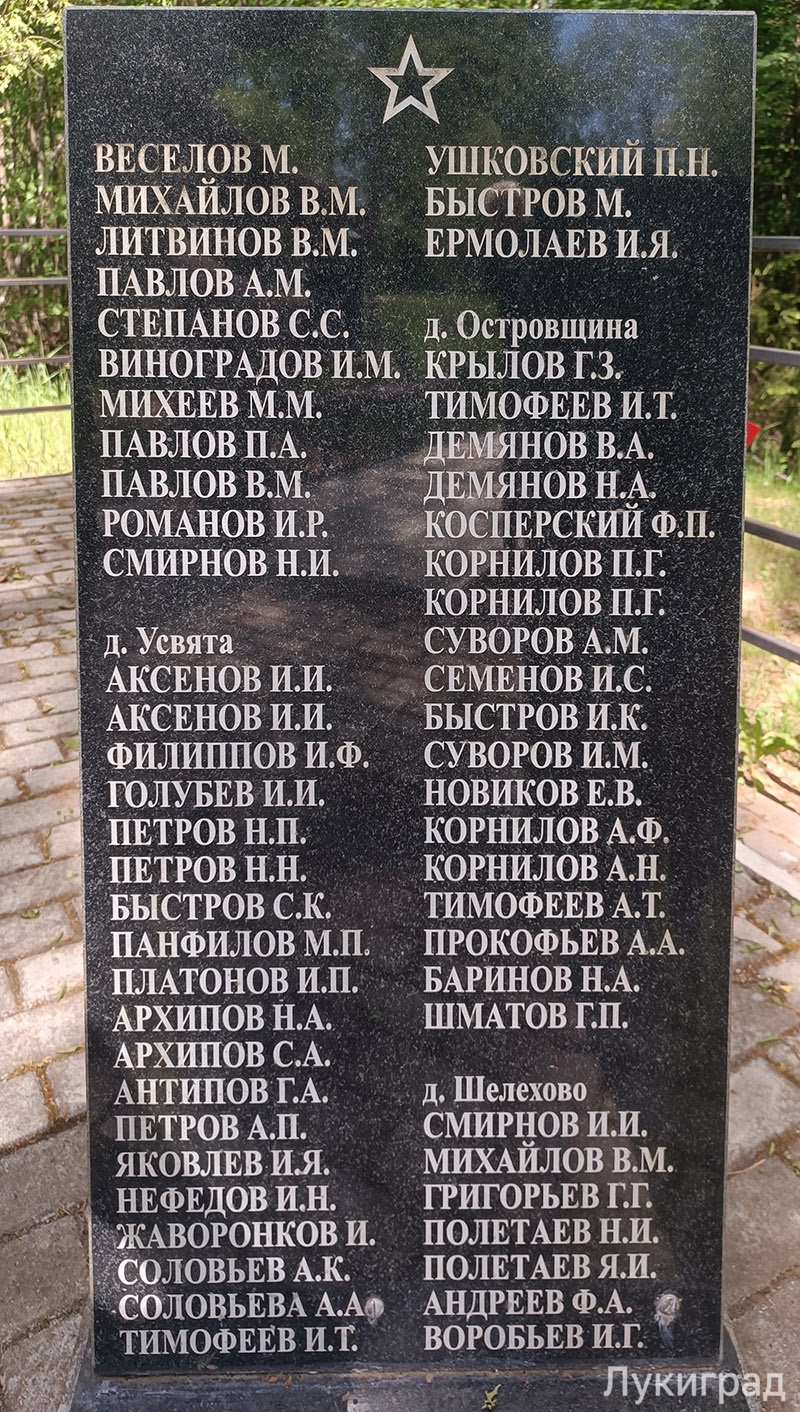 ВЕСЕЛОВ М.
МИХАЙЛОВ В.М.
ЛИТВИНОВ В.М.
ПАВЛОВ А.М.
СТЕПАНОВ С.С.
ВИНОГРАДОВ И.М.
МИХЕЕВ М.М.
ПАВЛОВ П.А.
ПАВЛОВ В.М.
РОМАНОВ И.Р.
СМИРНОВ Н.И.
д. Усвята
АКСЕНОВ И.И.
АКСЕНОВ И.И.
ФИЛИППОВ И.Ф.
ГОЛУБЕВ И.И.
ПЕТРОВ Н.П.
ПЕТРОВ Н.Н.
БЫСТРОВ С.К.
ПАНФИЛОВ М.П.
ПЛАТОНОВ И.П.
АРХИПОВ Н.А.
АРХИПОВ С.А.
АНТИПОВ Г.А.
ПЕТРОВ А.П.
ЯКОВЛЕВ И.Я.
НЕФЕДОВ И.Н.
ЖАВОРОНКОВ И.
СОЛОВЬЕВ А.К.
СОЛОВЬЕВА А.А.
ТИМОФЕЕВ И.Т.
УШКОВСКИЙ П.Н.
БЫСТРОВ М.
ЕРМОЛАЕВ И.Я.
д. Островщина
КРЫЛОВ Г.З.
ТИМОФЕЕВ И.Т.
ДЕМЯНОВ В.А.
ДЕМЯНОВ Н.А.
КОСПЕРСКИЙ Ф.П.
КОРНИЛОВ П.Г.
КОРНИЛОВ П.Г.
СУВОРОВ А.М.
СЕМЕНОВ И.С.
БЫСТРОВ И.К.
СУВОРОВ И.М.
НОВИКОВ Е.В.
КОРНИЛОВ А.Ф.
КОРНИЛОВ А.Н.
ТИМОФЕЕВ А.Т.
ПРОКОФЬЕВ А.А.
БАРИНОВ Н.А.
ШМАТОВ Г.П.
д. Шелехово
СМИРНОВ И.И.
МИХАЙЛОВ В.М.
ГРИГОРЬЕВ Г.Г.
ПОЛЕТАЕВ Н.И.
ПОЛЕТАЕВ Я.И.
АНДРЕЕВ Ф.А.
ВОРОБЬЕВ И.Г.
Лукиград